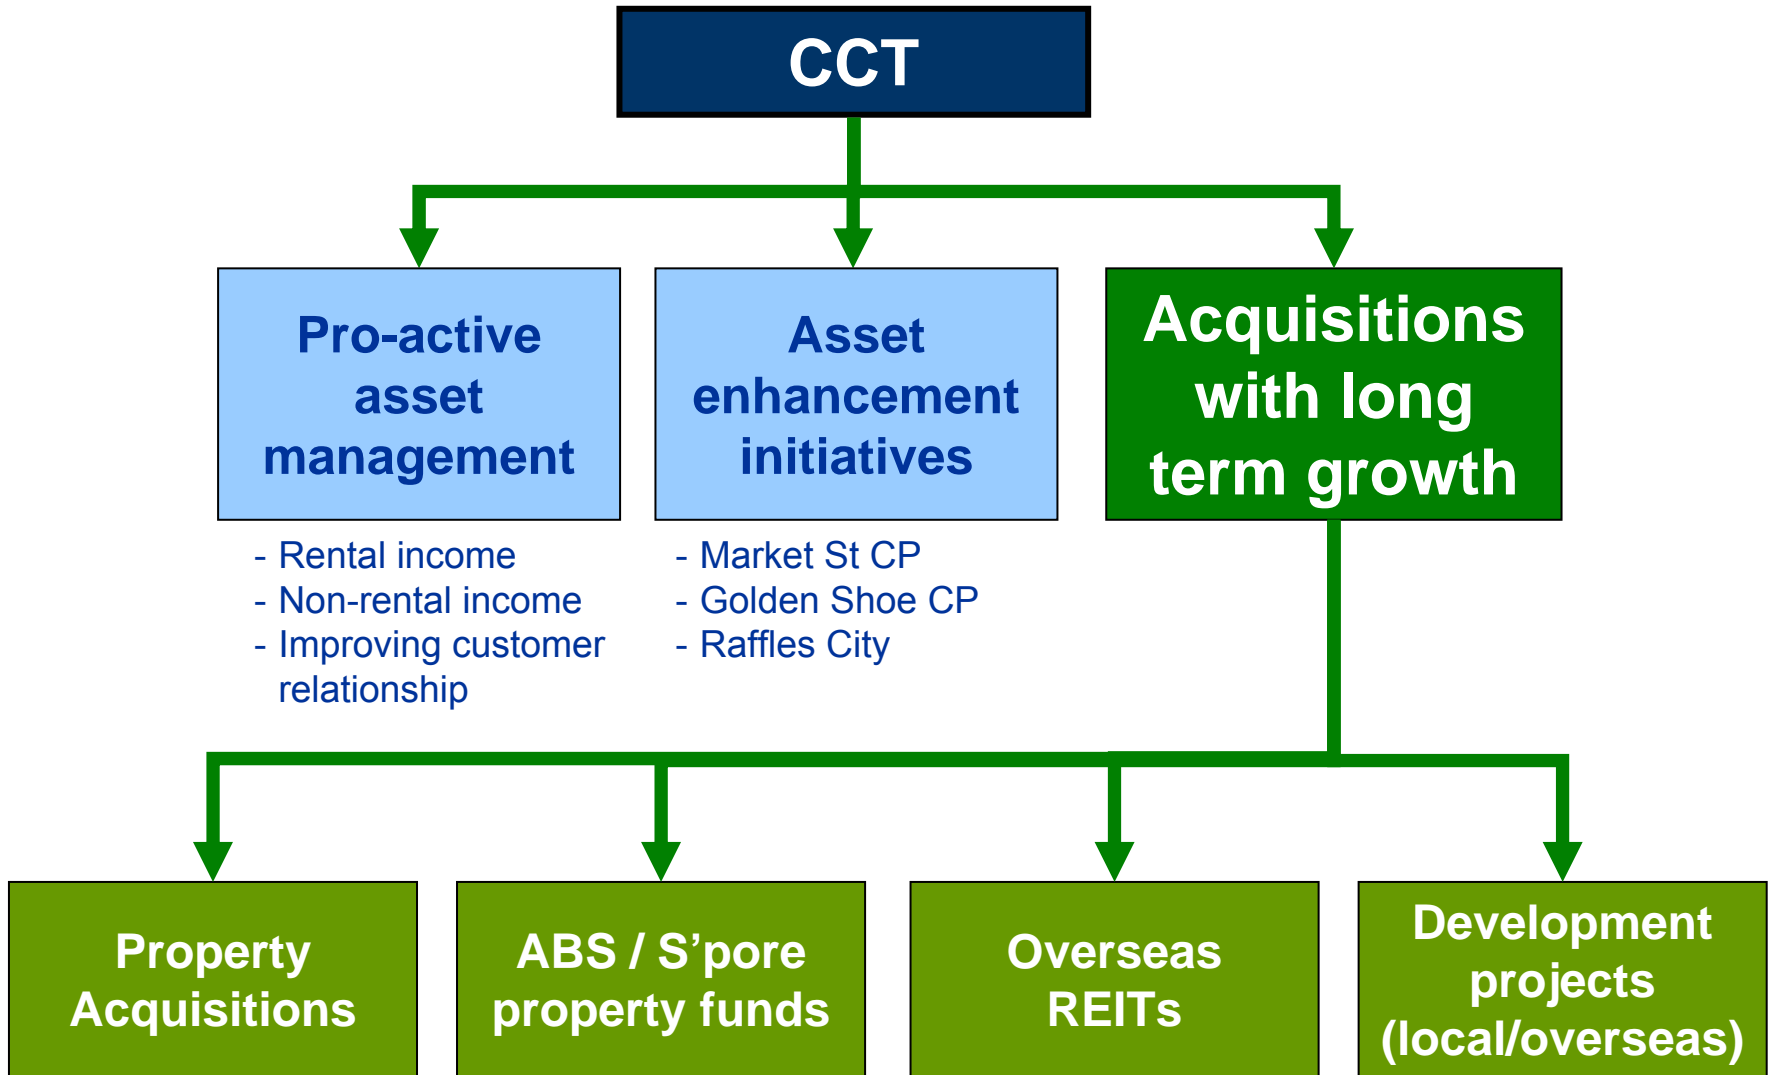 CCT
Pro-active
asset
management
Asset
enhancement
initiatives
Acquisitions
with long
term growth
- Rental income
- Non-rental income
- Improving customer
relationship
- Market St CP
- Golden Shoe CP
- Raffles City
Property
Acquisitions
ABS / S’pore
property funds
Overseas
REITs
Development
projects
(local/overseas)